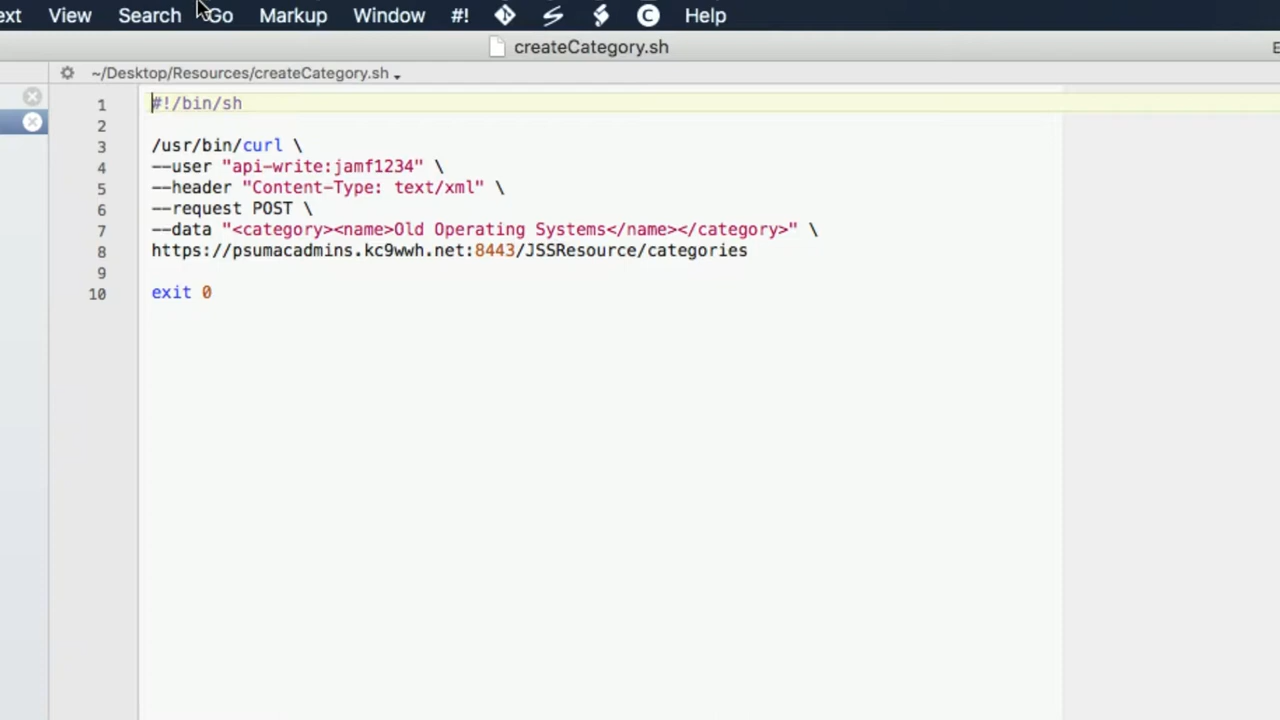 ext View Search Go Markup Window #! Help
createCategory.sh
~/Desktop/Resources/createCategory.sh
1 #!/bin/sh
2
3 /usr/bin/curl \
4 --user "api-write:jamf1234" \
5 --header "Content-Type: text/xml" \
6 --request POST \
7 --data "<category><name>Old Operating Systems</name></category>" \
8 https://psumacadmins.kc9wwh.net:8443/JSSResource/categories
9
10 exit 0